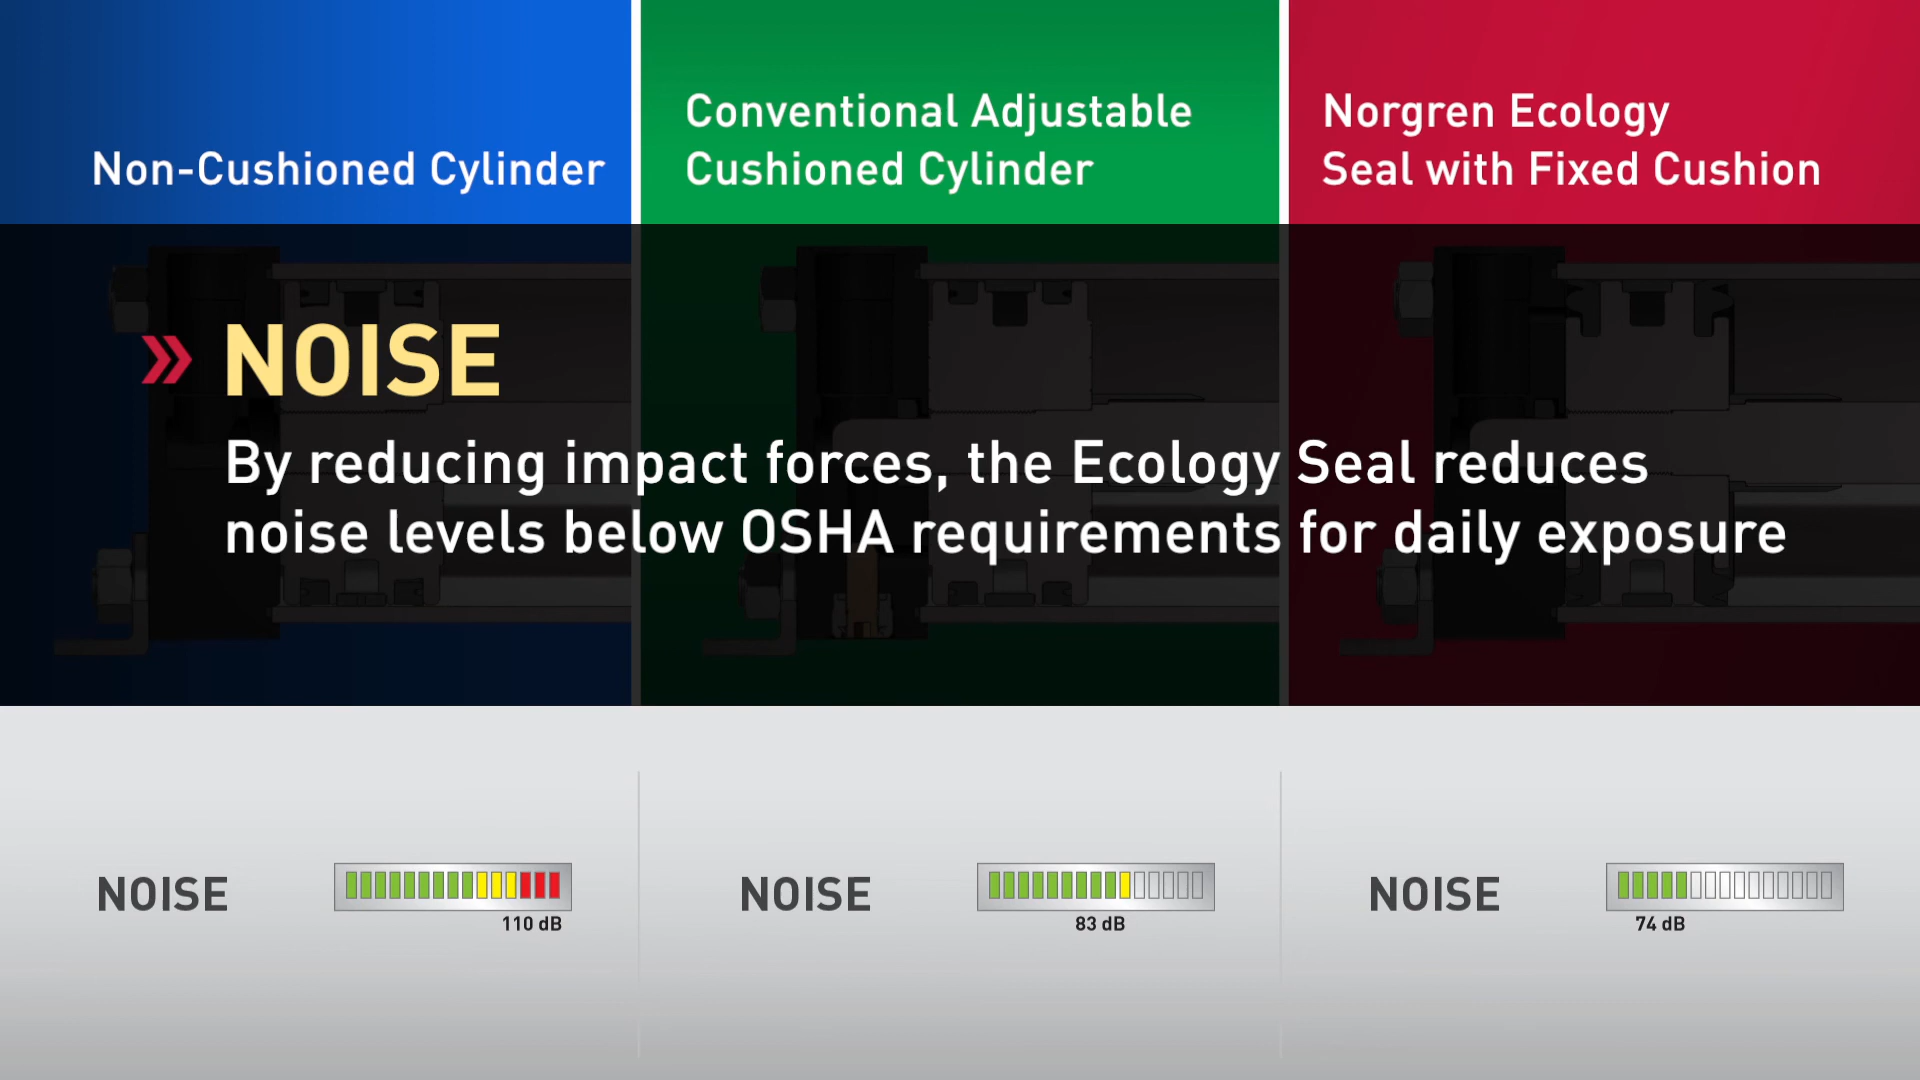 Non-Cushioned Cylinder
Conventional Adjustable
Cushioned Cylinder
Norgren Ecology
Seal with Fixed Cushion
NOISE
By reducing impact forces, the Ecology Seal reduces
noise levels below OSHA requirements for daily exposure
NOISE
110 dB
NOISE
83 dB
NOISE
74 dB